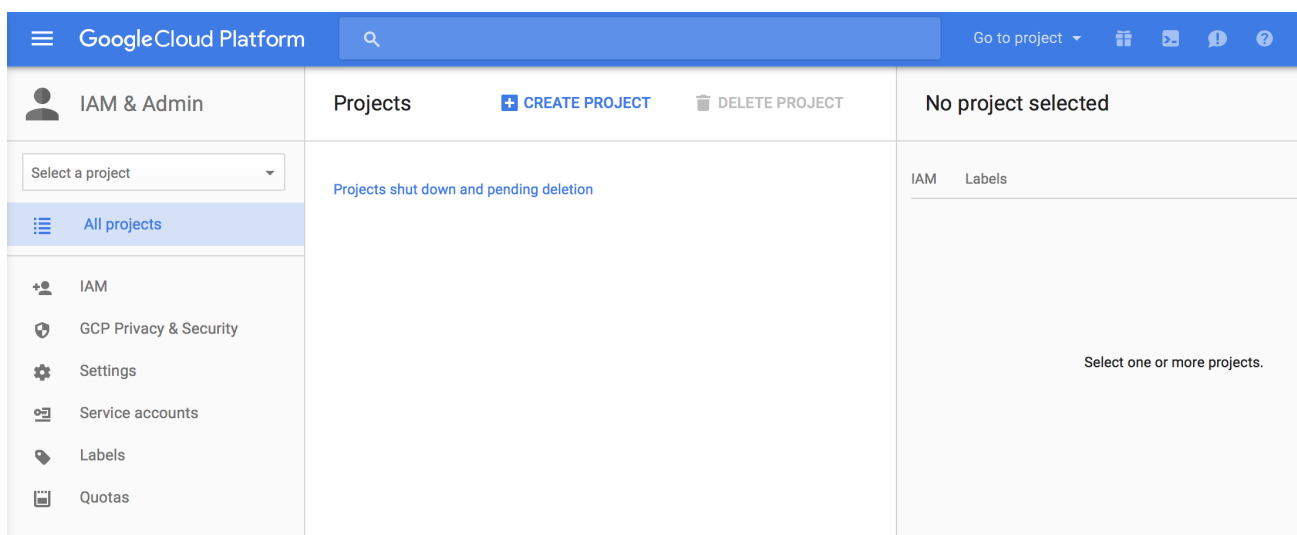 GoogleCloud Platform
Go to project
IAM & Admin
Projects
CREATE PROJECT
DELETE PROJECT
No project selected
Select a project
Projects shut down and pending deletion
IAM
Labels
All projects
IAM
GCP Privacy & Security
Settings
Service accounts
Labels
Quotas
Select one or more projects.